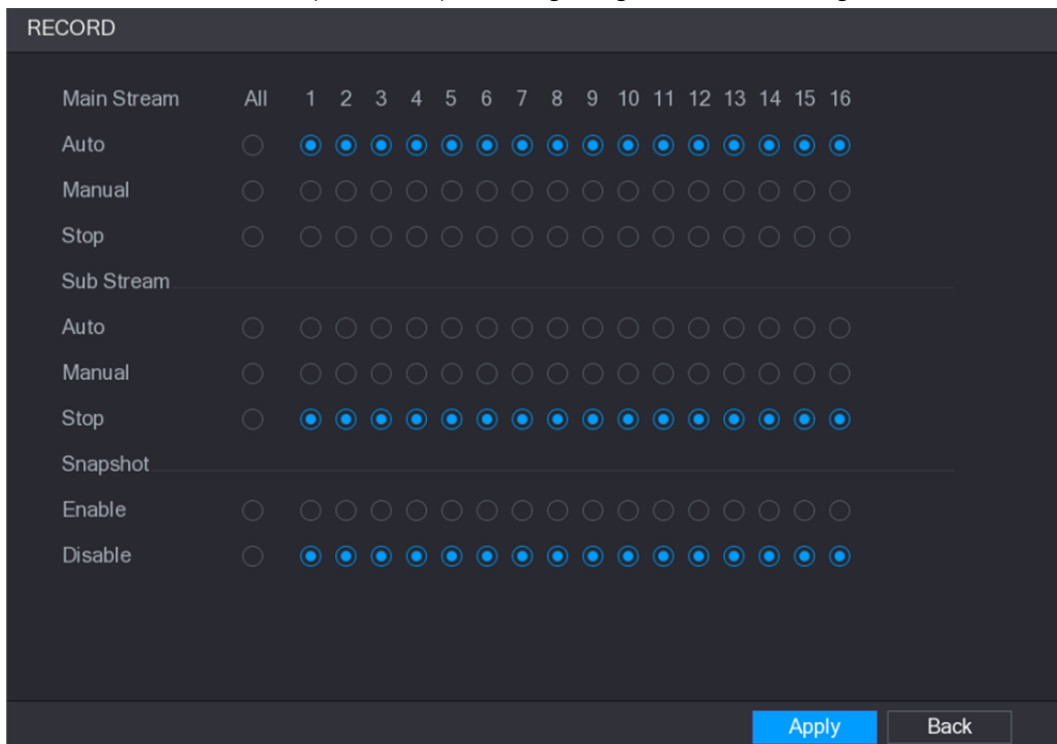 RECORD
Main Stream All 1 2 3 4 5 6 7 8 9 10 11 12 13 14 15 16
Auto
Manual
Stop
Sub Stream
Auto
Manual
Stop
Snapshot
Enable
Disable
Apply Back